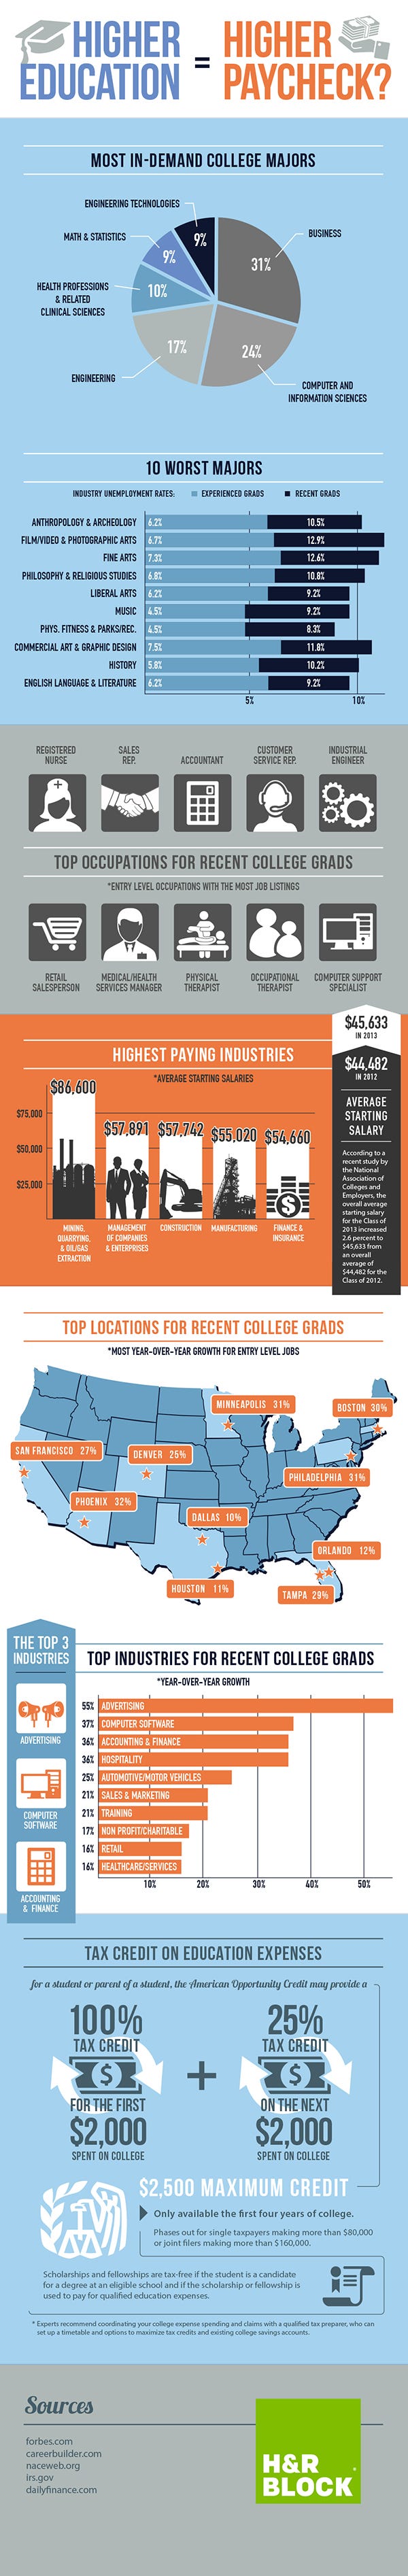 HIGHER EDUCATION = HIGHER PAYCHECK?
MOST IN-DEMAND COLLEGE MAJORS
ENGINEERING TECHNOLOGIES
9%
MATH & STATISTICS
9%
BUSINESS
31%
HEALTH PROFESSIONS
& RELATED
CLINICAL SCIENCES
10%
17%
24%
ENGINEERING
COMPUTER AND
INFORMATION SCIENCES
10 WORST MAJORS
INDUSTRY UNEMPLOYMENT RATES: EXPERIENCED GRADS RECENT GRADS
ANTHROPOLOGY & ARCHEOLOGY 6.2% 10.5%
FILM/VIDEO & PHOTOGRAPHIC ARTS 6.7% 12.9%
FINE ARTS 7.3% 12.6%
PHILOSOPHY & RELIGIOUS STUDIES 6.8% 10.8%
LIBERAL ARTS 6.2% 9.2%
MUSIC 4.5% 9.2%
PHYS. FITNESS & PARKS/REC. 4.5% 8.3%
COMMERCIAL ART & GRAPHIC DESIGN 7.5% 11.8%
HISTORY 5.8% 10.2%
ENGLISH LANGUAGE & LITERATURE 6.2% 9.2%
5% 10%
REGISTERED
NURSE
SALES
REP.
ACCOUNTANT
CUSTOMER
SERVICE REP.
INDUSTRIAL
ENGINEER
TOP OCCUPATIONS FOR RECENT COLLEGE GRADS
*ENTRY LEVEL OCCUPATIONS WITH THE MOST JOB LISTINGS
RETAIL
SALESPERSON
MEDICAL/HEALTH
SERVICES MANAGER
PHYSICAL
THERAPIST
OCCUPATIONAL
THERAPIST
COMPUTER SUPPORT
SPECIALIST
HIGHEST PAYING INDUSTRIES
*AVERAGE STARTING SALARIES
$86,600
$75,000
$57,891 $57,742 $55,020 $54,660
$50,000
$25,000
$
MINING,
QUARRYING,
& OIL/GAS
EXTRACTION
MANAGEMENT
OF COMPANIES
& ENTERPRISES
CONSTRUCTION
MANUFACTURING
FINANCE &
INSURANCE
$45,633
IN 2013
$44,482
IN 2012
AVERAGE
STARTING
SALARY
According to a
recent study by
the National
Association of
Colleges and
Employers, the
overall average
starting salary
for the Class of
2013 increased
2.6 percent to
$45,633 from
an overall
average of
$44,482 for the
Class of 2012.
TOP LOCATIONS FOR RECENT COLLEGE GRADS
*MOST YEAR-OVER-YEAR GROWTH FOR ENTRY LEVEL JOBS
MINNEAPOLIS 31%
BOSTON 30%
SAN FRANCISCO 27%
DENVER 25%
PHILADELPHIA 31%
PHOENIX 32%
DALLAS 10%
ORLANDO 12%
HOUSTON 11%
TAMPA 29%
THE TOP 3
INDUSTRIES
ADVERTISING
COMPUTER
SOFTWARE
ACCOUNTING
& FINANCE
TOP INDUSTRIES FOR RECENT COLLEGE GRADS
*YEAR-OVER-YEAR GROWTH
55% ADVERTISING
37% COMPUTER SOFTWARE
36% ACCOUNTING & FINANCE
36% HOSPITALITY
25% AUTOMOTIVE/MOTOR VEHICLES
21% SALES & MARKETING
21% TRAINING
17% NON PROFIT/CHARITABLE
16% RETAIL
16% HEALTHCARE/SERVICES
10% 20% 30% 40% 50%
TAX CREDIT ON EDUCATION EXPENSES
for a student or parent of a student, the American Opportunity Credit may provide a
100%
TAX CREDIT
$
FOR THE FIRST
$2,000
SPENT ON COLLEGE
+
25%
TAX CREDIT
$
ON THE NEXT
$2,000
SPENT ON COLLEGE
$2,500 MAXIMUM CREDIT
Only available the first four years of college.
Phases out for single taxpayers making more than $80,000
or joint filers making more than $160,000.
Scholarships and fellowships are tax-free if the student is a candidate
for a degree at an eligible school and if the scholarship or fellowship is
used to pay for qualified education expenses.
* Experts recommend coordinating your college expense spending and claims with a qualified tax preparer, who can
set up a timetable and options to maximize tax credits and existing college savings accounts.
Sources
forbes.com
careerbuilder.com
naceweb.org
irs.gov
dailyfinance.com
H&R
BLOCK